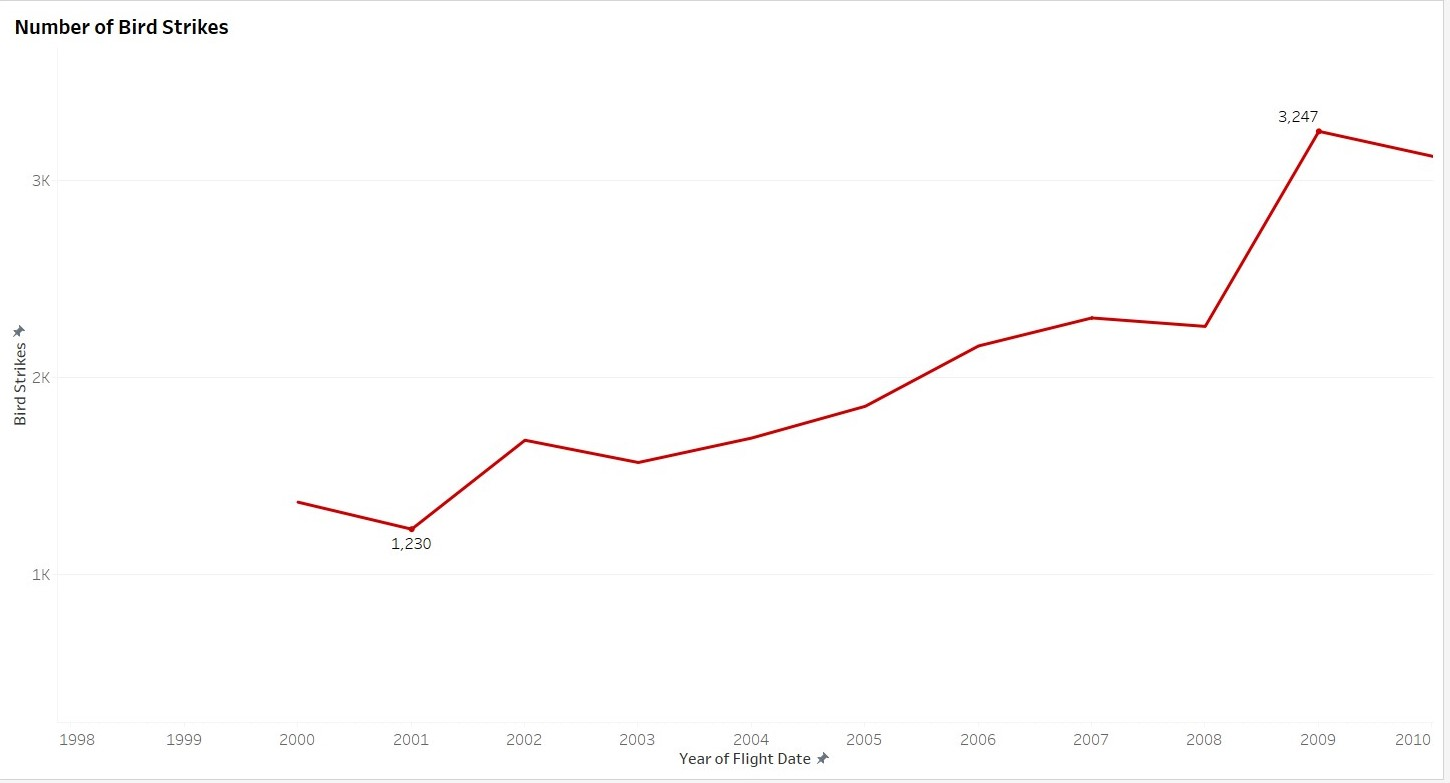 Number of Bird Strikes
3,247
3K
Bird Strikes
2K
1,230
1K
1998 1999 2000 2001 2002 2003 2004 2005 2006 2007 2008 2009 2010
Year of Flight Date